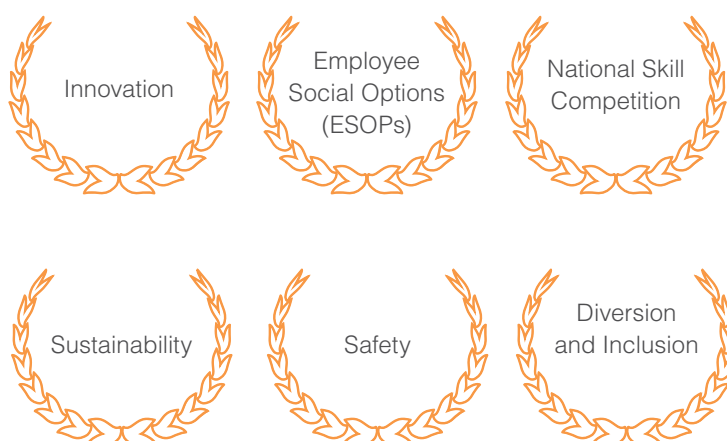 Innovation
Employee
Social Options
(ESOPs)
National Skill
Competition
Sustainability
Safety
Diversion
and Inclusion